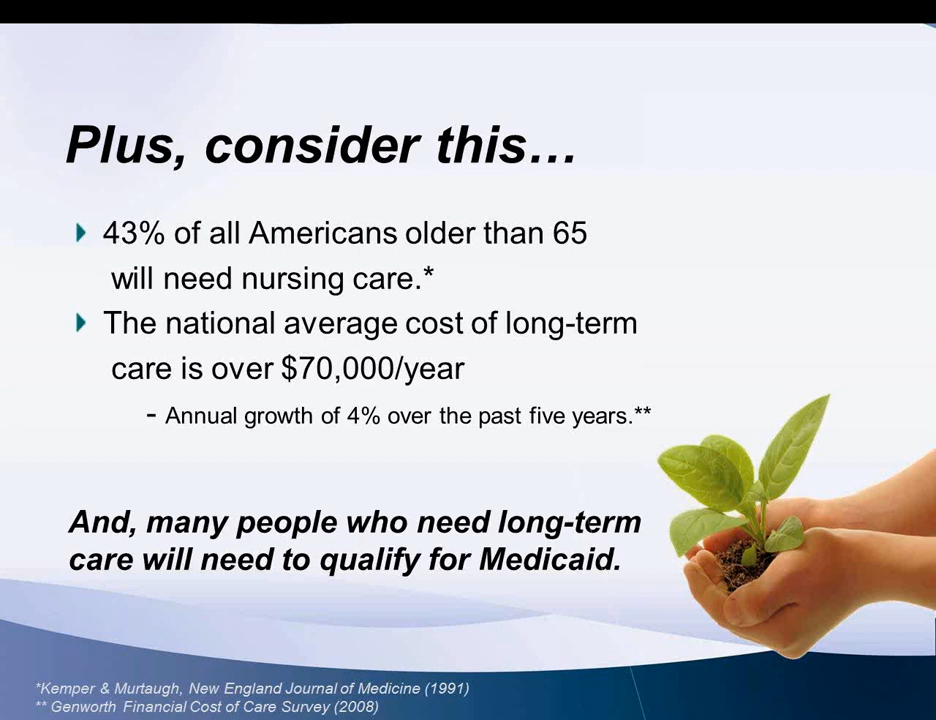 Plus, consider this…
43% of all Americans older than 65
will need nursing care.*
The national average cost of long-term
care is over $70,000/year
- Annual growth of 4% over the past five years.**
And, many people who need long-term
care will need to qualify for Medicaid.
*Kemper & Murtaugh, New England Journal of Medicine (1991)
** Genworth Financial Cost of Care Survey (2008)